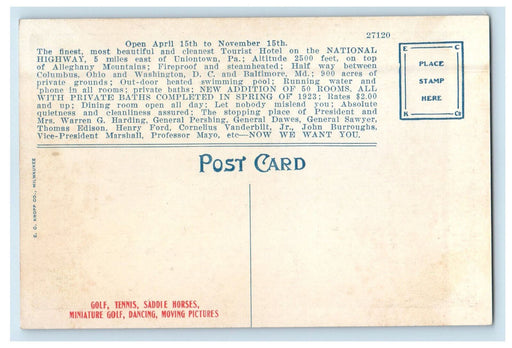 27120
Open April 15th to November 15th.
The finest, most beautiful and cleanest Tourist Hotel on the NATIONAL
HIGHWAY, 5 miles east of Uniontown, Pa.; Altitude 2500 feet, on top
of Alleghany Mountains; Fireproof and steamheated; Half way between
Columbus, Ohio and Washington, D. C. and Baltimore, Md.; 900 acres of
private grounds; Out-door heated swimming pool; Running water and
'phone in all rooms; private baths; NEW ADDITION OF 50 ROOMS, ALL
WITH PRIVATE BATHS COMPLETED IN SPRING OF 1923; Rates $2.00
and up; Dining room open all day; Let nobody mislead you; Absolute
quietness and cleanliness assured; The stopping place of President and
Mrs. Warren G. Harding, General Pershing, General Dawes, General Sawyer,
Thomas Edison, Henry Ford, Cornelius Vanderbilt, Jr., John Burroughs,
Vice-President Marshall, Professor Mayo, etc—NOW WE WANT YOU.
E C
PLACE
STAMP
HERE
K Co
POST CARD
E. C. KROPP CO., MILWAUKEE
GOLF, TENNIS, SADDLE HORSES,
MINIATURE GOLF, DANCING, MOVING PICTURES